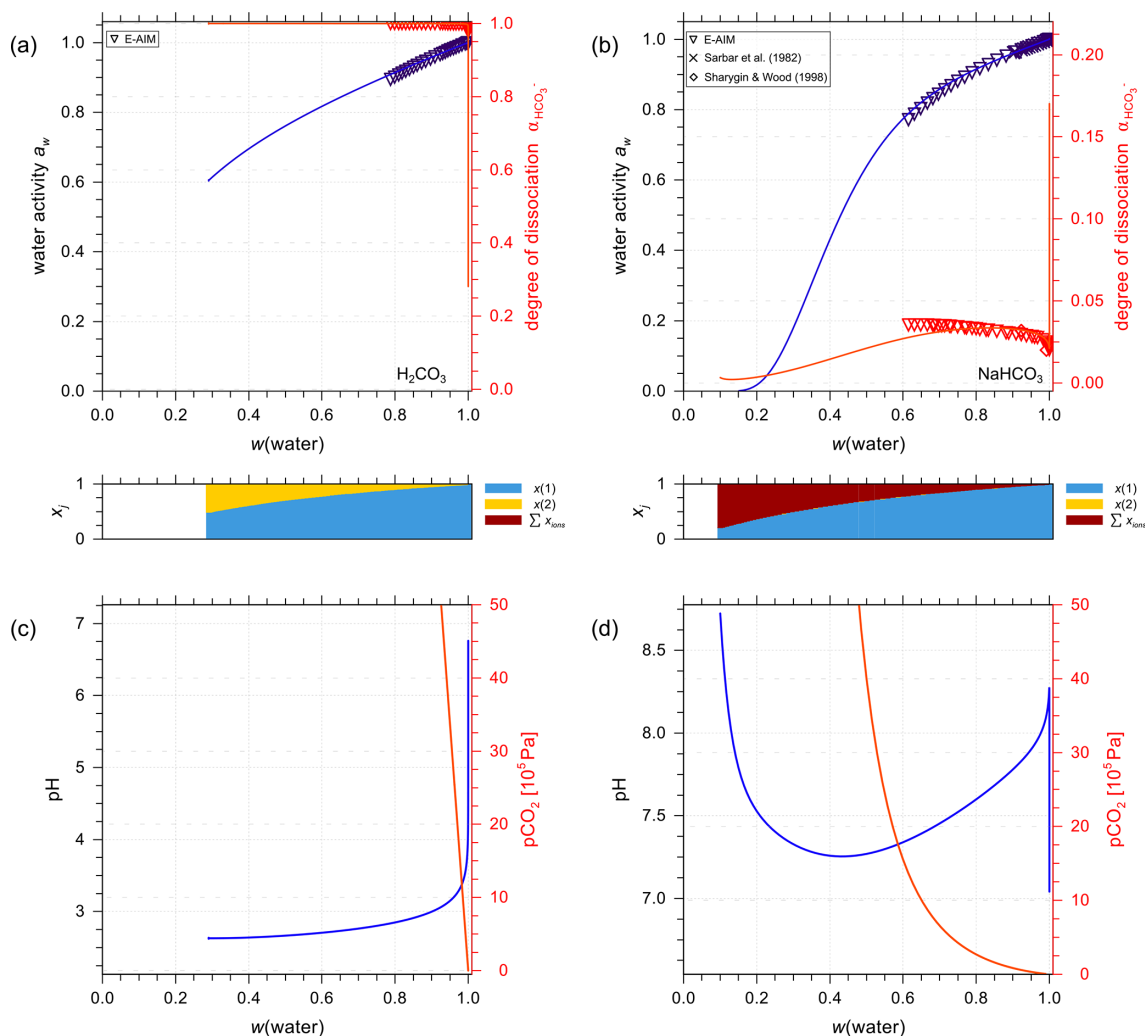 (a)
E-AIM
water activity a_w
1.0
0.8
0.6
0.4
0.2
0.0
0.0 0.2 0.4 0.6 0.8 1.0
w(water)
H2CO3
1.0
0.8
0.6
0.4
0.2
0.0
degree of dissociation α HCO3-
(b)
E-AIM
Sarbar et al. (1982)
Sharygin & Wood (1998)
water activity a_w
1.0
0.8
0.6
0.4
0.2
0.0
0.0 0.2 0.4 0.6 0.8 1.0
w(water)
NaHCO3
0.20
0.15
0.10
0.05
0.00
degree of dissociation α HCO3-
x_j
1
0
x(1)
x(2)
∑ x_ions
x_j
1
0
x(1)
x(2)
∑ x_ions
(c)
pH
7
6
5
4
3
0.0 0.2 0.4 0.6 0.8 1.0
w(water)
50
40
30
20
10
0
pCO2 [10^5 Pa]
(d)
pH
8.5
8.0
7.5
7.0
0.0 0.2 0.4 0.6 0.8 1.0
w(water)
50
40
30
20
10
0
pCO2 [10^5 Pa]